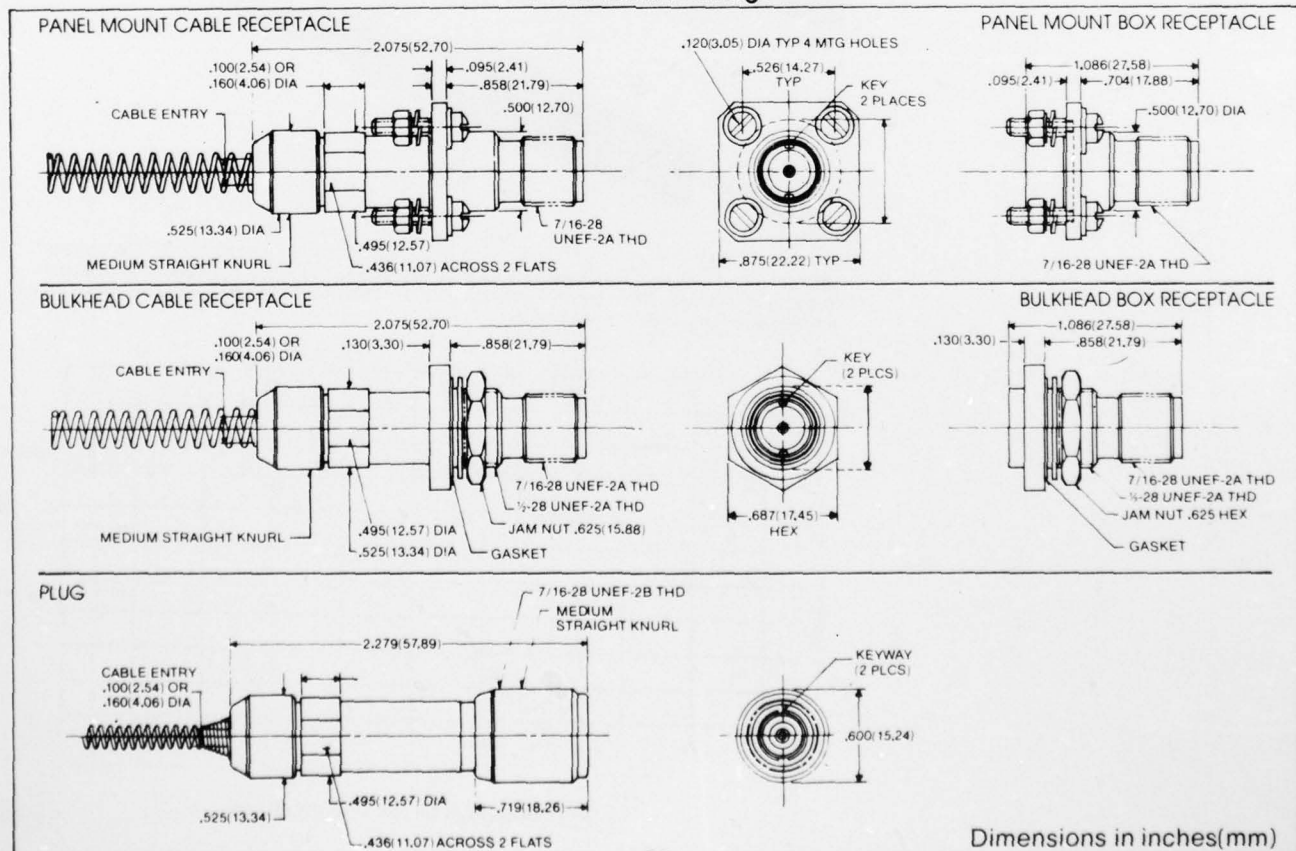 PANEL MOUNT CABLE RECEPTACLE
PANEL MOUNT BOX RECEPTACLE
2.075(52.70)
.100(2.54) OR
.160(4.06) DIA
.095(2.41)
.858(21.79)
.500(12.70)
CABLE ENTRY
.525(13.34) DIA
MEDIUM STRAIGHT KNURL
.495(12.57)
.436(11.07) ACROSS 2 FLATS
7/16-28
UNEF-2A THD
.120(3.05) DIA TYP 4 MTG HOLES
.526(14.27)
TYP
KEY
2 PLACES
.875(22.22) TYP
1.086(27.58)
.095(2.41)
.704(17.88)
.500(12.70) DIA
7/16-28 UNEF-2A THD
BULKHEAD CABLE RECEPTACLE
BULKHEAD BOX RECEPTACLE
2.075(52.70)
.100(2.54) OR
.160(4.06) DIA
.130(3.30)
.858(21.79)
CABLE ENTRY
MEDIUM STRAIGHT KNURL
.495(12.57) DIA
.525(13.34) DIA
7/16-28 UNEF-2A THD
½-28 UNEF-2A THD
JAM NUT .625(15.88)
GASKET
KEY
(2 PLCS)
.687(17.45)
HEX
1.086(27.58)
.130(3.30)
.858(21.79)
7/16-28 UNEF-2A THD
½-28 UNEF-2A THD
JAM NUT .625 HEX
GASKET
PLUG
7/16-28 UNEF-2B THD
MEDIUM
STRAIGHT KNURL
2.279(57.89)
CABLE ENTRY
.100(2.54) OR
.160(4.06) DIA
.525(13.34)
.495(12.57) DIA
.436(11.07) ACROSS 2 FLATS
.719(18.26)
KEYWAY
(2 PLCS)
.600(15.24)
Dimensions in inches(mm)